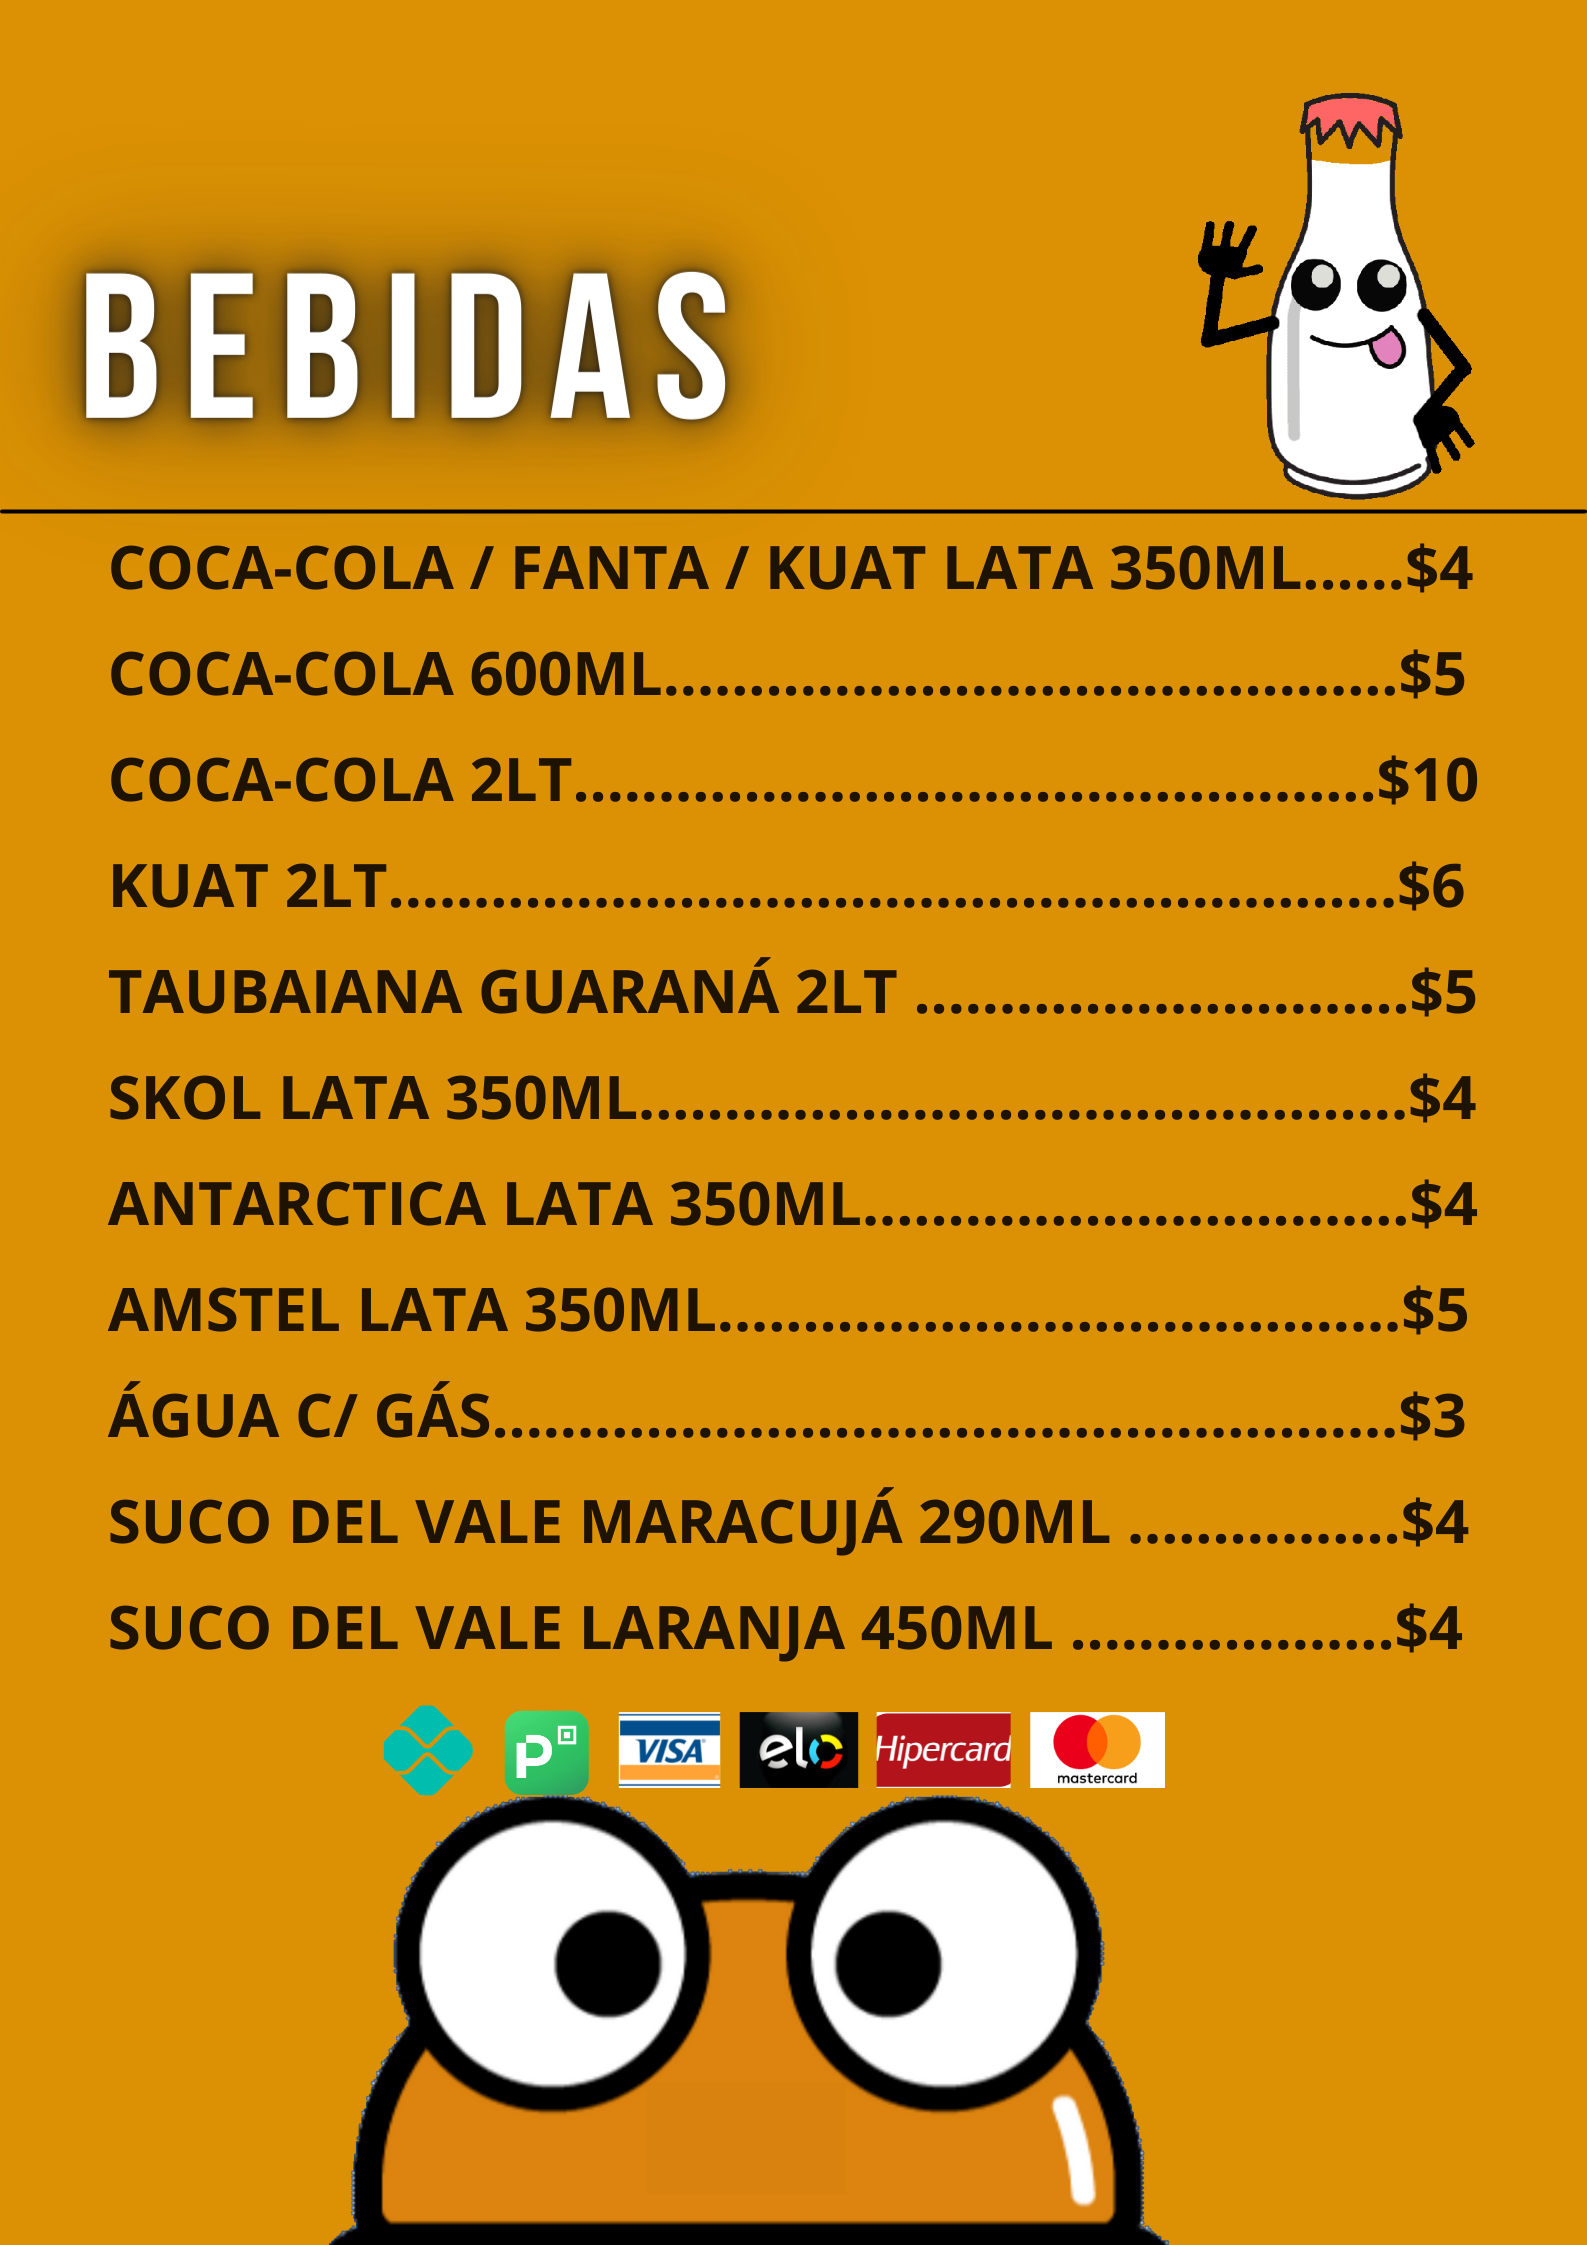 BEBIDAS
COCA-COLA / FANTA / KUAT LATA 350ML......$4
COCA-COLA 600ML...........................................$5
COCA-COLA 2LT...............................................$10
KUAT 2LT...........................................................$6
TAUBAIANA GUARANÁ 2LT .............................$5
SKOL LATA 350ML.............................................$4
ANTARCTICA LATA 350ML................................$4
AMSTEL LATA 350ML........................................$5
ÁGUA C/ GÁS.....................................................$3
SUCO DEL VALE MARACUJÁ 290ML ................$4
SUCO DEL VALE LARANJA 450ML ...................$4
P VISA elo Hipercard mastercard